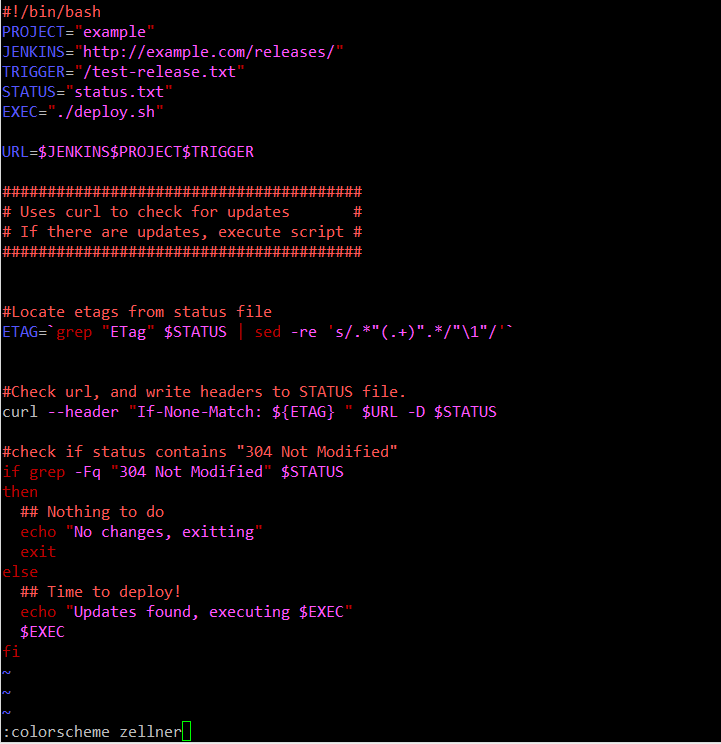 #!/bin/bash
PROJECT="example"
JENKINS="http://example.com/releases/"
TRIGGER="/test-release.txt"
STATUS="status.txt"
EXEC="./deploy.sh"
URL=$JENKINS$PROJECT$TRIGGER
########################################
# Uses curl to check for updates       #
# If there are updates, execute script #
########################################
#Locate etags from status file
ETAG=`grep "ETag" $STATUS | sed -re 's/.*"(.+)".*/"\1"/'`
#Check url, and write headers to STATUS file.
curl --header "If-None-Match: ${ETAG} " $URL -D $STATUS
#check if status contains "304 Not Modified"
if grep -Fq "304 Not Modified" $STATUS
then
  ## Nothing to do
  echo "No changes, exitting"
  exit
else
  ## Time to deploy!
  echo "Updates found, executing $EXEC"
  $EXEC
fi
~
~
~
:colorscheme zellner